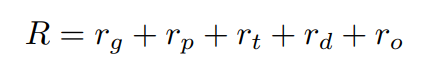 R = r_g + r_p + r_t + r_d + r_o